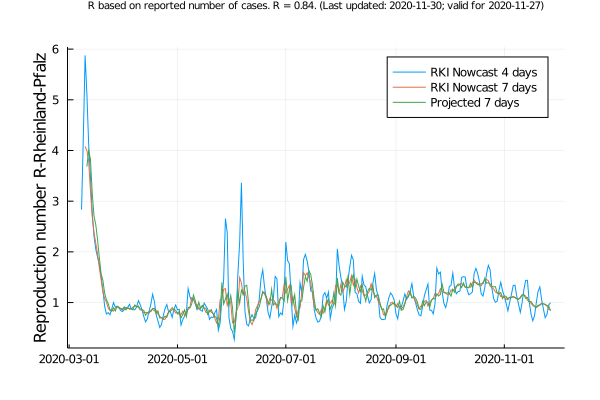 R based on reported number of cases. R = 0.84. (Last updated: 2020-11-30; valid for 2020-11-27)
Reproduction number R-Rheinland-Pfalz
6
5
4
3
2
1
RKI Nowcast 4 days
RKI Nowcast 7 days
Projected 7 days
2020-03-01 2020-05-01 2020-07-01 2020-09-01 2020-11-01